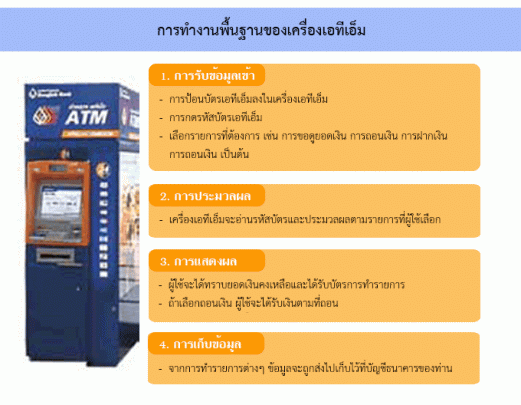 การทำงานพื้นฐานของเครื่องเอทีเอ็ม
ATM
1. การรับข้อมูลเข้า
- การป้อนบัตรเอทีเอ็มลงในเครื่องเอทีเอ็ม
- การกดรหัสบัตรเอทีเอ็ม
- เลือกรายการที่ต้องการ เช่น การขอดูยอดเงิน การถอนเงิน การฝากเงิน
การถอนเงิน เป็นต้น
2. การประมวลผล
- เครื่องเอทีเอ็มจะอ่านรหัสบัตรและประมวลผลตามรายการที่ผู้ใช้เลือก
3. การแสดงผล
- ผู้ใช้จะได้ทราบยอดเงินคงเหลือและได้รับบัตรการทำรายการ
- ถ้าเลือกถอนเงิน ผู้ใช้จะได้รับเงินตามที่ถอน
4. การเก็บข้อมูล
- จากการทำรายการต่างๆ ข้อมูลจะถูกส่งไปเก็บไว้ที่บัญชีธนาคารของท่าน